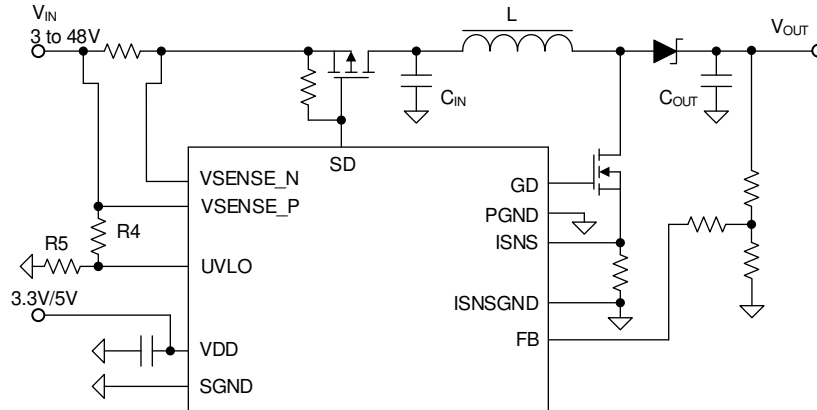 VIN
3 to 48V
L
VOUT
CIN
COUT
SD
VSENSE_N
GD
VSENSE_P
PGND
R4
ISNS
R5
UVLO
3.3V/5V
ISNSGND
FB
VDD
SGND